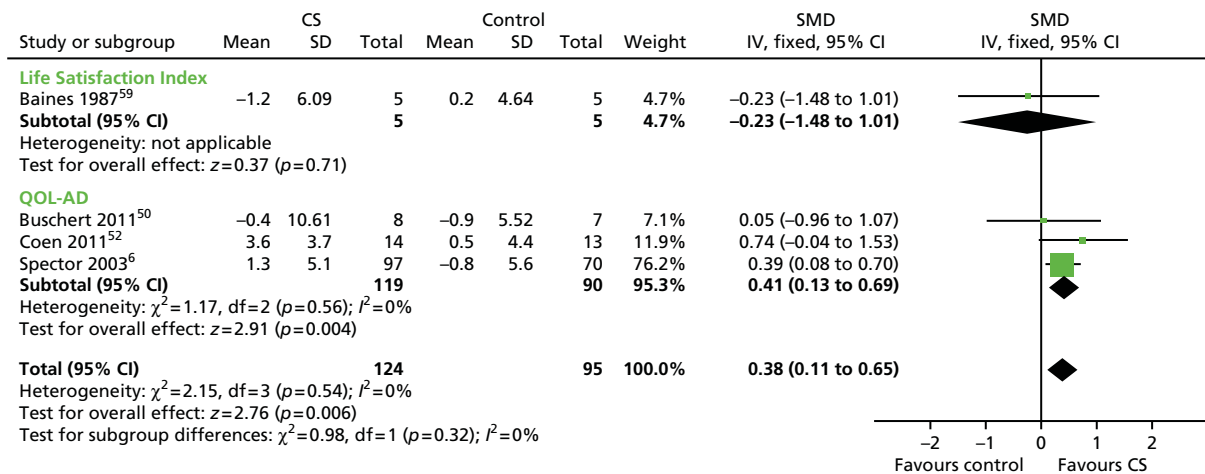 CS Control SMD SMD
Study or subgroup Mean SD Total Mean SD Total Weight IV, fixed, 95% CI IV, fixed, 95% CI
Life Satisfaction Index
Baines 1987⁵⁹ −1.2 6.09 5 0.2 4.64 5 4.7% −0.23 (−1.48 to 1.01)
Subtotal (95% CI) 5 5 4.7% −0.23 (−1.48 to 1.01)
Heterogeneity: not applicable
Test for overall effect: z=0.37 (p=0.71)
QOL-AD
Buschert 2011⁵⁰ −0.4 10.61 8 −0.9 5.52 7 7.1% 0.05 (−0.96 to 1.07)
Coen 2011⁵² 3.6 3.7 14 0.5 4.4 13 11.9% 0.74 (−0.04 to 1.53)
Spector 2003⁶ 1.3 5.1 97 −0.8 5.6 70 76.2% 0.39 (0.08 to 0.70)
Subtotal (95% CI) 119 90 95.3% 0.41 (0.13 to 0.69)
Heterogeneity: χ²=1.17, df=2 (p=0.56); I²=0%
Test for overall effect: z=2.91 (p=0.004)
Total (95% CI) 124 95 100.0% 0.38 (0.11 to 0.65)
Heterogeneity: χ²=2.15, df=3 (p=0.54); I²=0%
Test for overall effect: z=2.76 (p=0.006)
Test for subgroup differences: χ²=0.98, df=1 (p=0.32); I²=0%
−2 −1 0 1 2
Favours control Favours CS